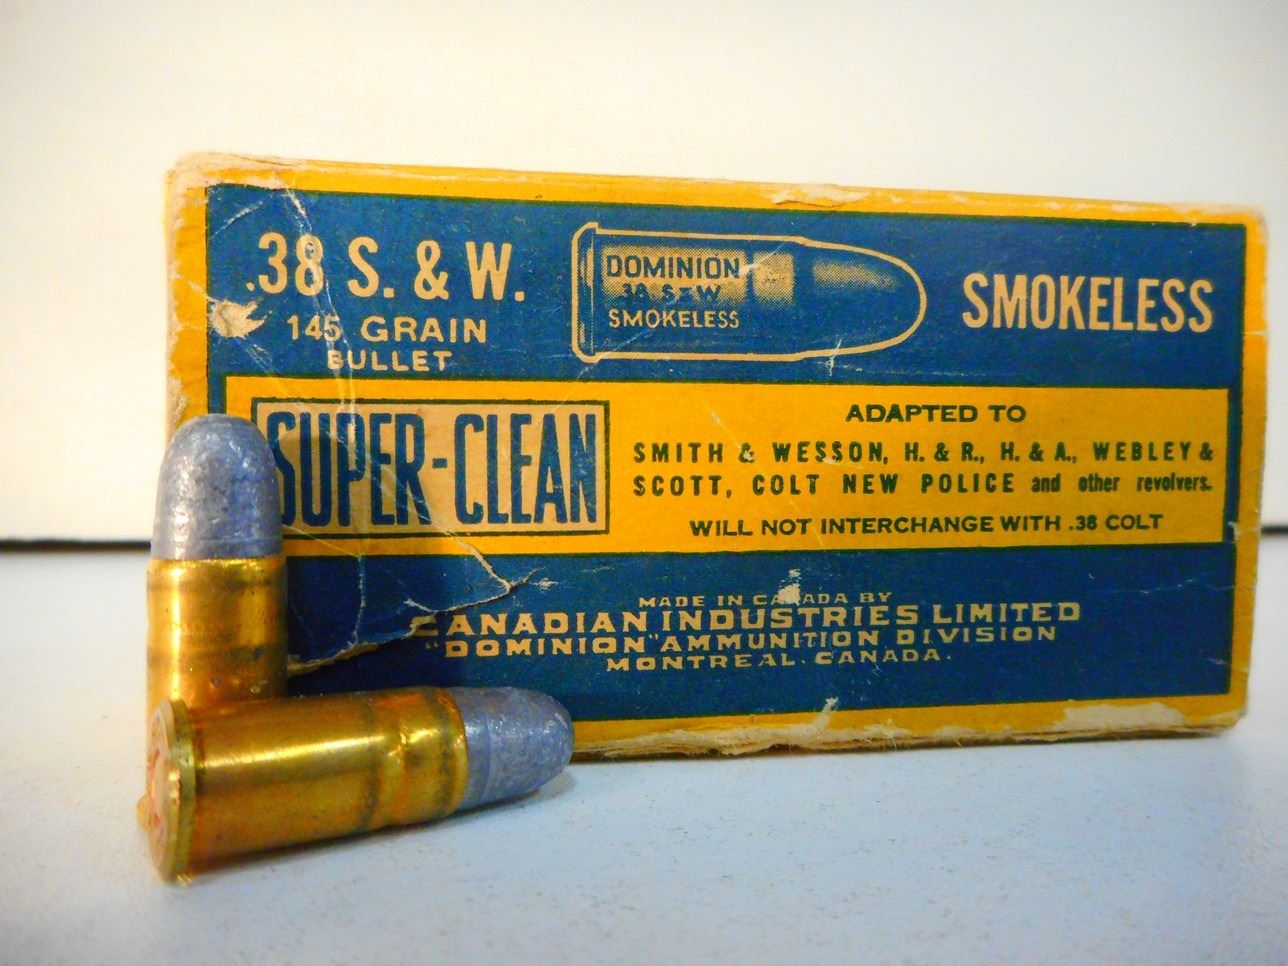 .38 S. & W.
145 GRAIN
BULLET
DOMINION
38 S&W
SMOKELESS
SMOKELESS
SUPER-CLEAN
ADAPTED TO
SMITH & WESSON, H. & R., H. & A., WEBLEY &
SCOTT, COLT NEW POLICE and other revolvers.
WILL NOT INTERCHANGE WITH .38 COLT
MADE IN CANADA BY
CANADIAN INDUSTRIES LIMITED
"DOMINION" AMMUNITION DIVISION
MONTREAL. CANADA.